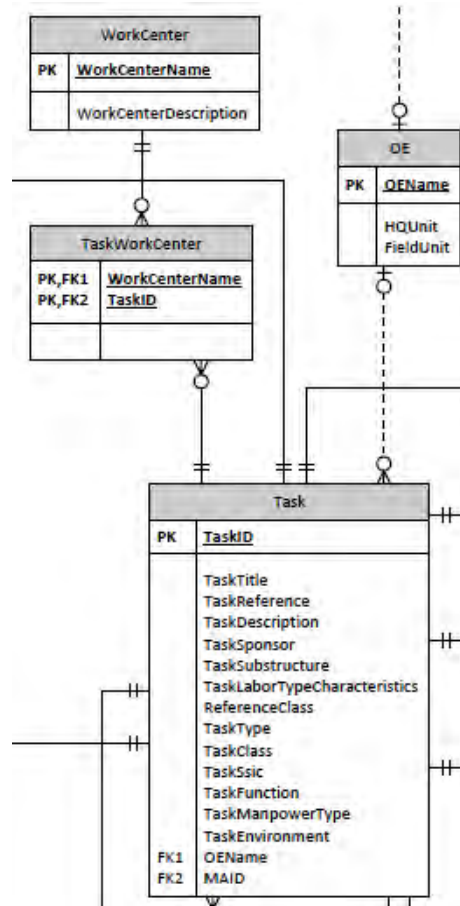 WorkCenter
PK WorkCenterName
WorkCenterDescription
OE
PK OEName
HQUnit
FieldUnit
TaskWorkCenter
PK,FK1 WorkCenterName
PK,FK2 TaskID
Task
PK TaskID
TaskTitle
TaskReference
TaskDescription
TaskSponsor
TaskSubstructure
TaskLaborTypeCharacteristics
ReferenceClass
TaskType
TaskClass
TaskSsic
TaskFunction
TaskManpowerType
TaskEnvironment
FK1 OEName
FK2 MAID